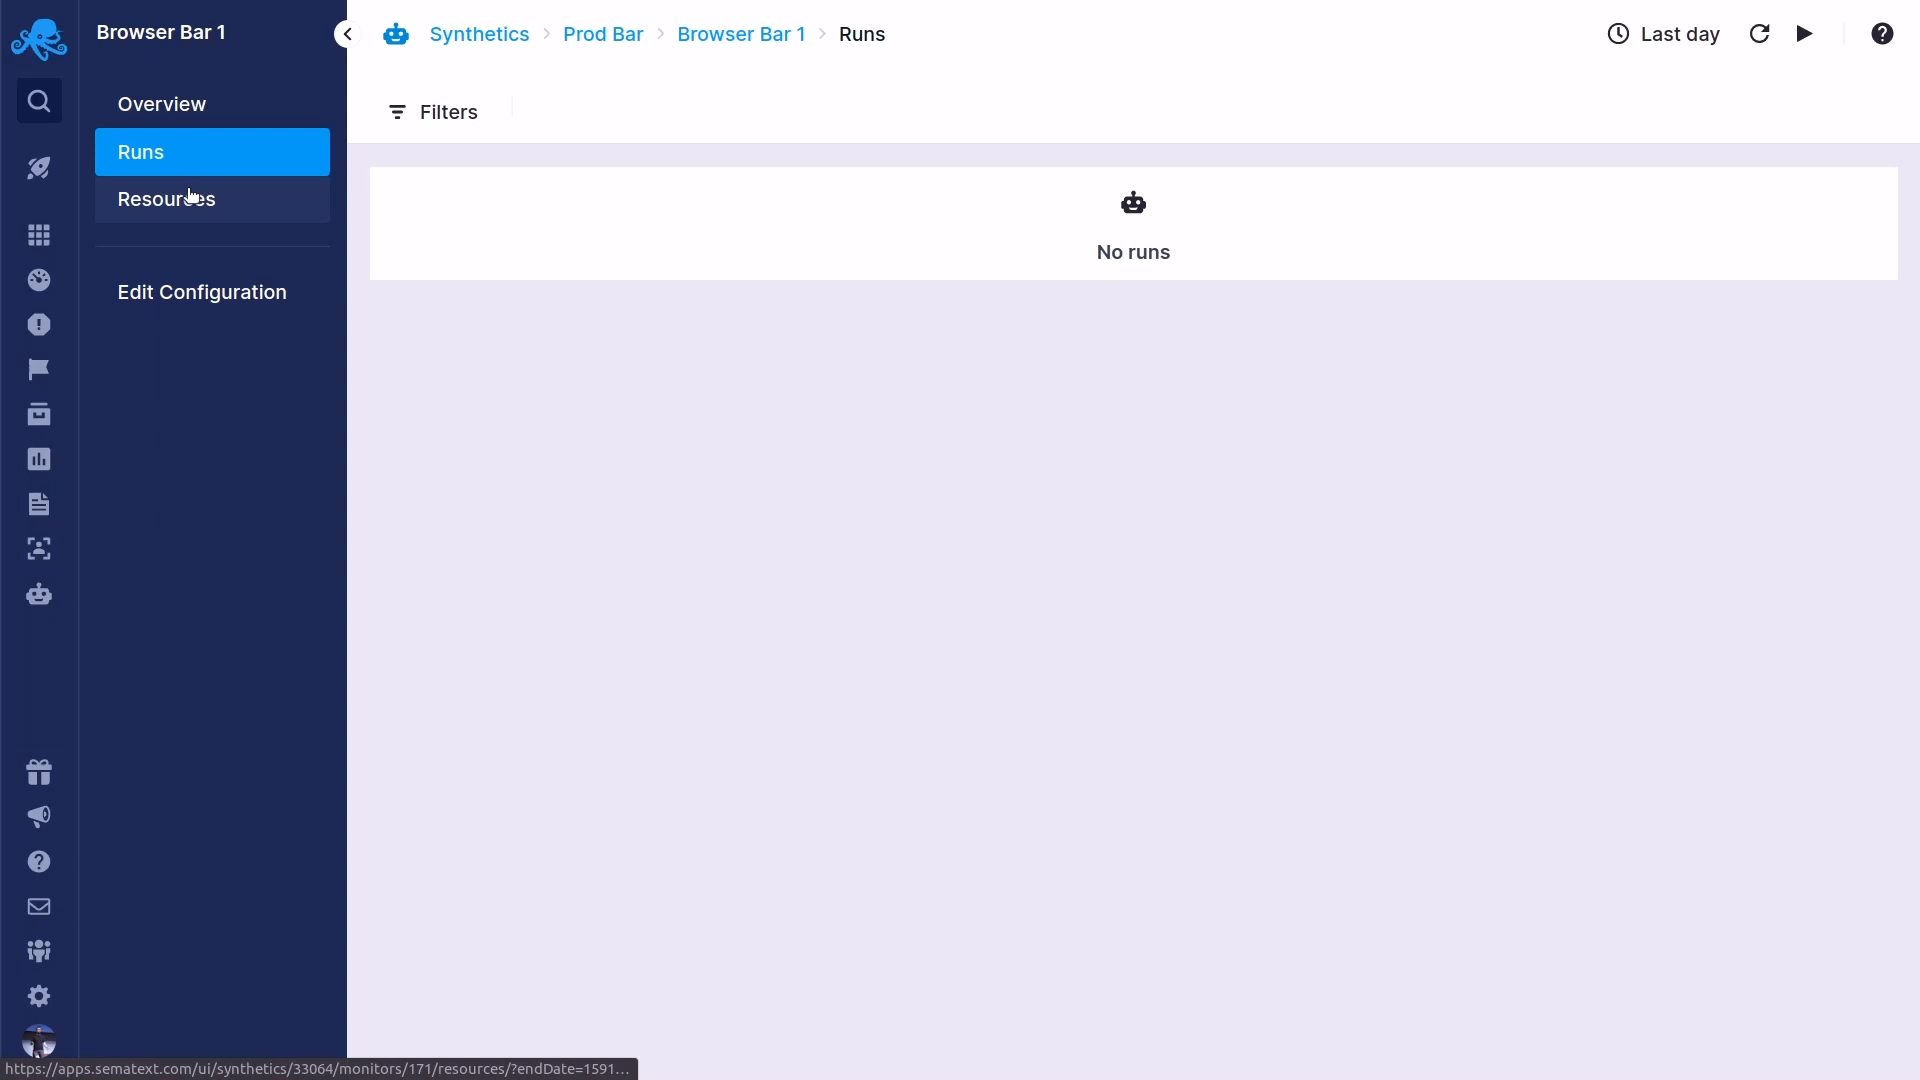 Browser Bar 1
Overview
Runs
Resources
Edit Configuration
Synthetics > Prod Bar > Browser Bar 1 > Runs
Last day
Filters
No runs
https://apps.sematext.com/ui/synthetics/33064/monitors/171/resources/?endDate=1591...